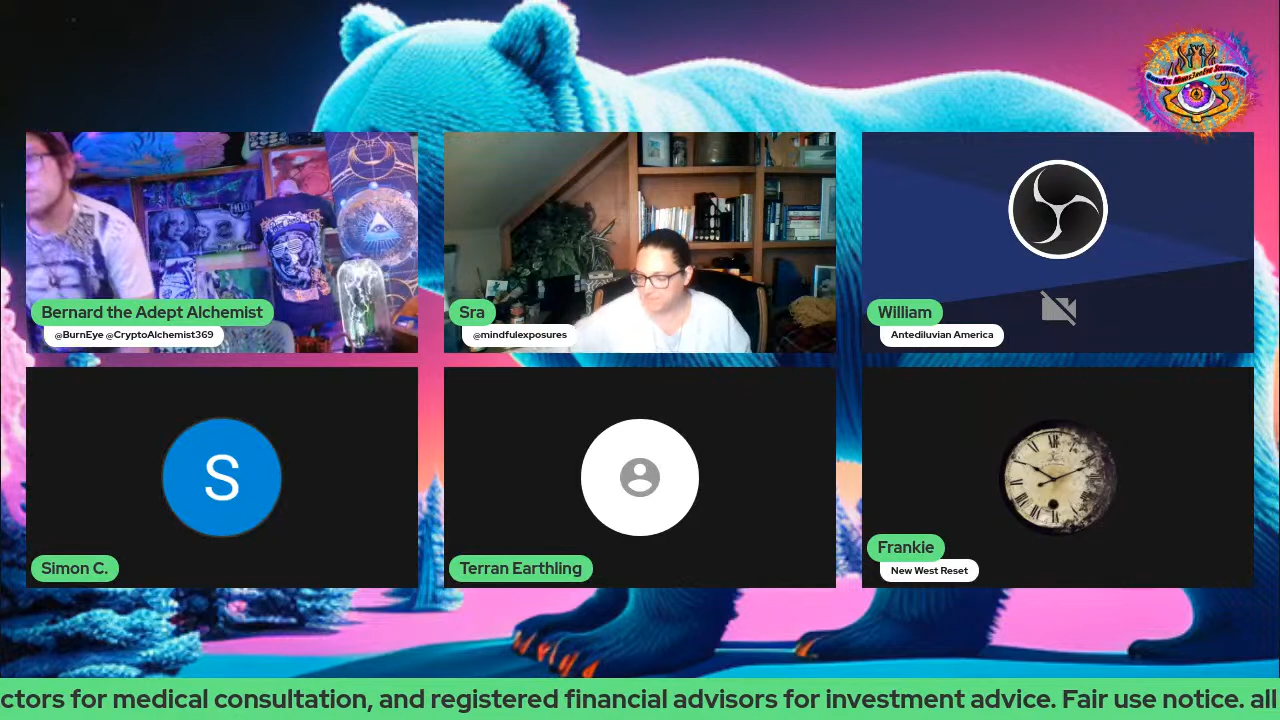 Bernard the Adept Alchemist
@BurnEye @CryptoAlchemist369
Sra
@mindfulexposures
William
Antediluvian America
S
Simon C.
Terran Earthling
Frankie
New West Reset
ctors for medical consultation, and registered financial advisors for investment advice. Fair use notice. all